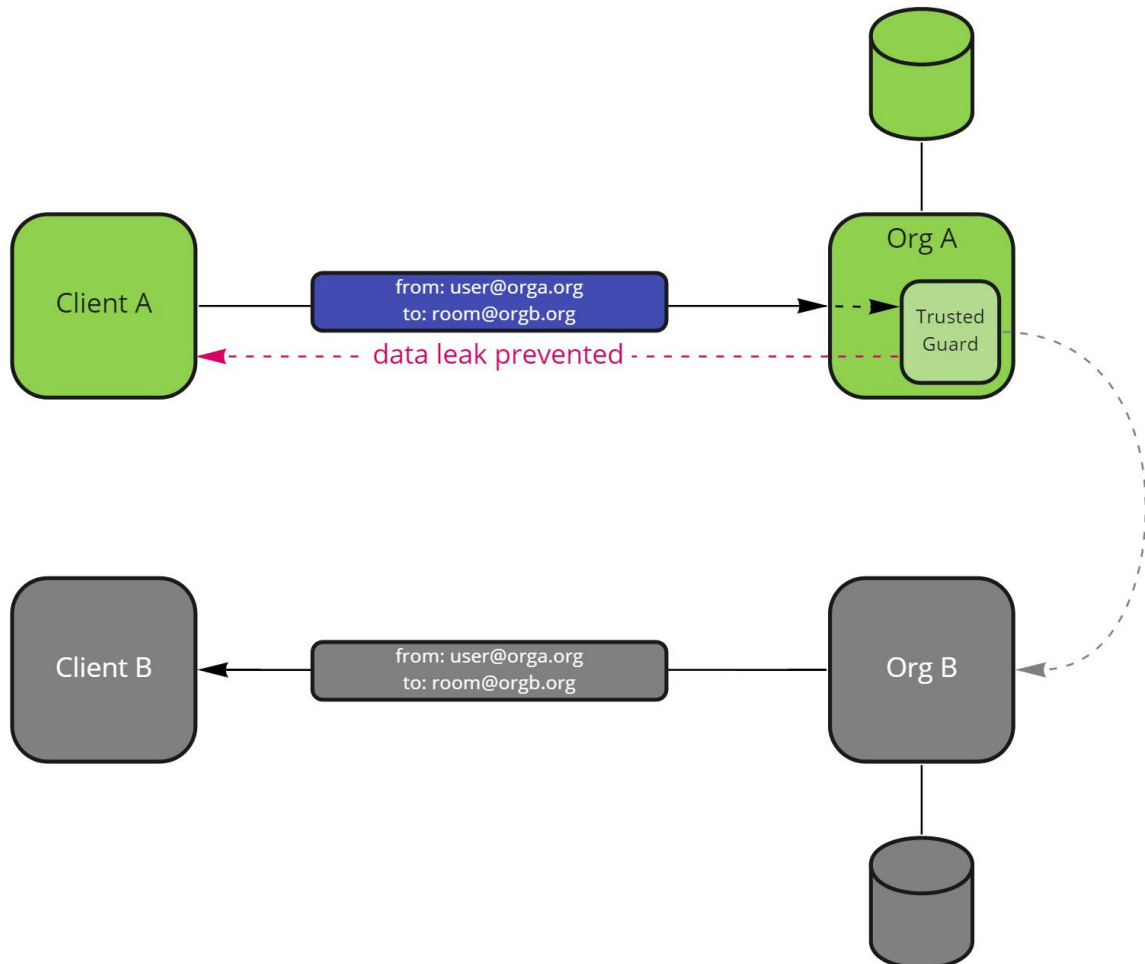 Org A
Client A
from: user@orga.org
to: room@orgb.org
Trusted
Guard
data leak prevented
Client B
from: user@orga.org
to: room@orgb.org
Org B